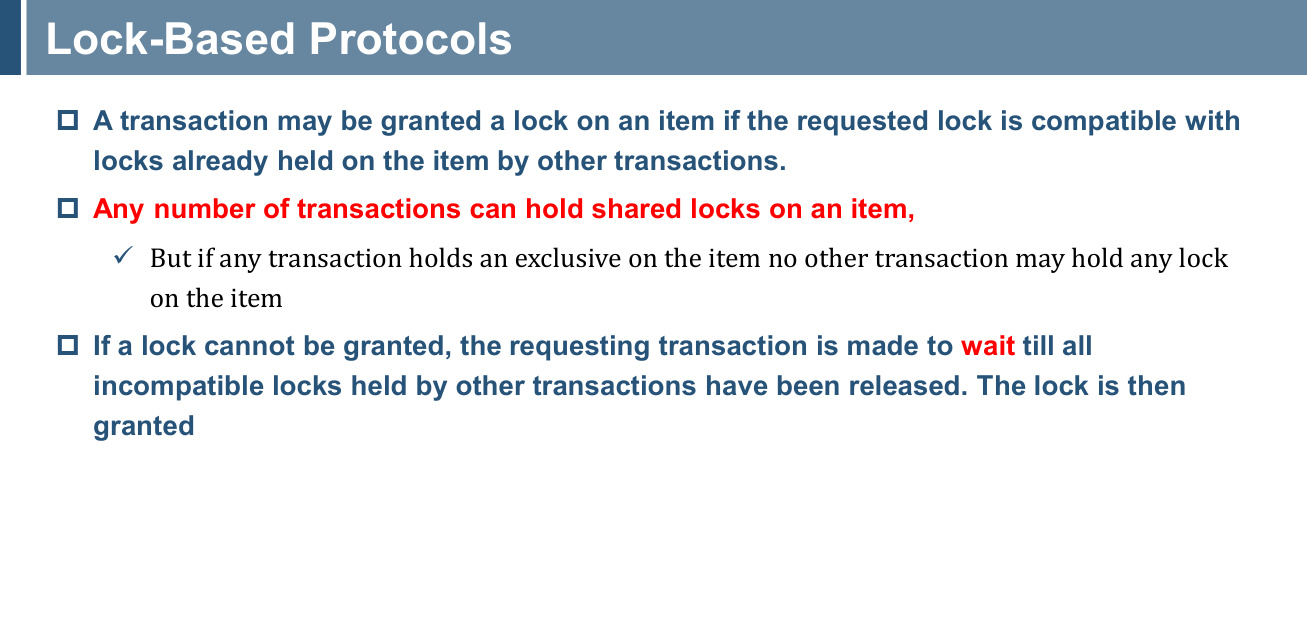 Lock-Based Protocols
A transaction may be granted a lock on an item if the requested lock is compatible with
locks already held on the item by other transactions.
Any number of transactions can hold shared locks on an item,
But if any transaction holds an exclusive on the item no other transaction may hold any lock
on the item
If a lock cannot be granted, the requesting transaction is made to wait till all
incompatible locks held by other transactions have been released. The lock is then
granted